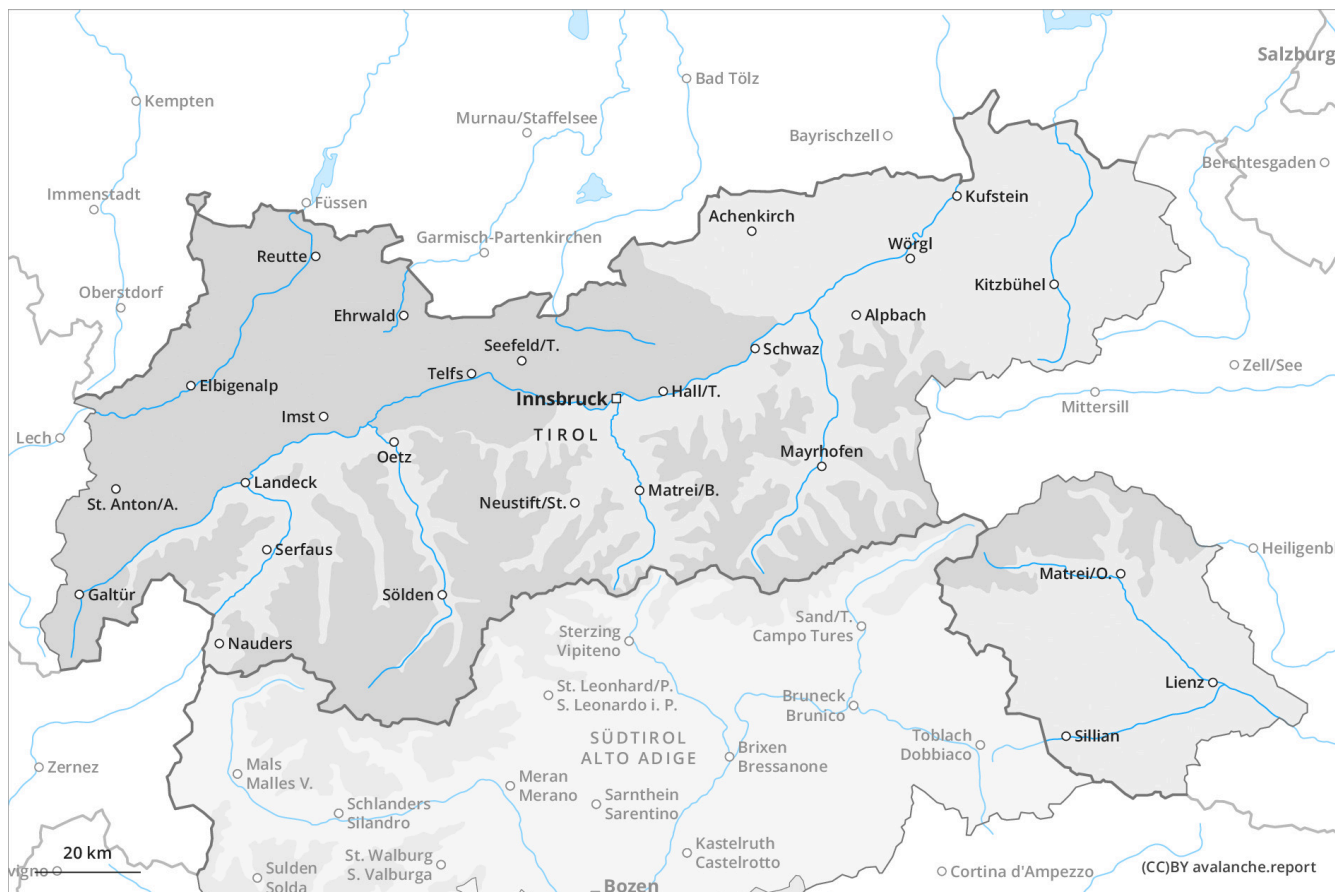 Salzburg
Bad Tölz
Kempten
Murnau/Staffelsee
Bayrischzell
Berchtesgaden
Immenstadt
Füssen
Kufstein
Achenkirch
Garmisch-Partenkirchen
Wörgl
Reutte
Kitzbühel
Oberstdorf
Ehrwald
Alpbach
Seefeld/T.
Schwaz
Zell/See
Telfs
Elbigenalp
Hall/T.
Mittersill
Innsbruck
Imst
Lech
TIROL
Oetz
Mayrhofen
Landeck
St. Anton/A.
Neustift/St.
Matrei/B.
Serfaus
Heiligenb
Matrei/O.
Galtür
Sölden
Sand/T.
Campo Tures
Sterzing
Vipiteno
Nauders
Lienz
St. Leonhard/P.
S. Leonardo i. P.
Bruneck
Brunico
SÜDTIROL
ALTO ADIGE
Toblach
Dobbiaco
Sillian
Brixen
Bressanone
Zernez
Mals
Malles V.
Meran
Merano
Schlanders
Silandro
Sarnthein
Sarentino
Kastelruth
Castelrotto
20 km
St. Walburg
S. Valburga
vigno
Sulden
Solda
Cortina d'Ampezzo
(CC)BY avalanche.report
Bozen